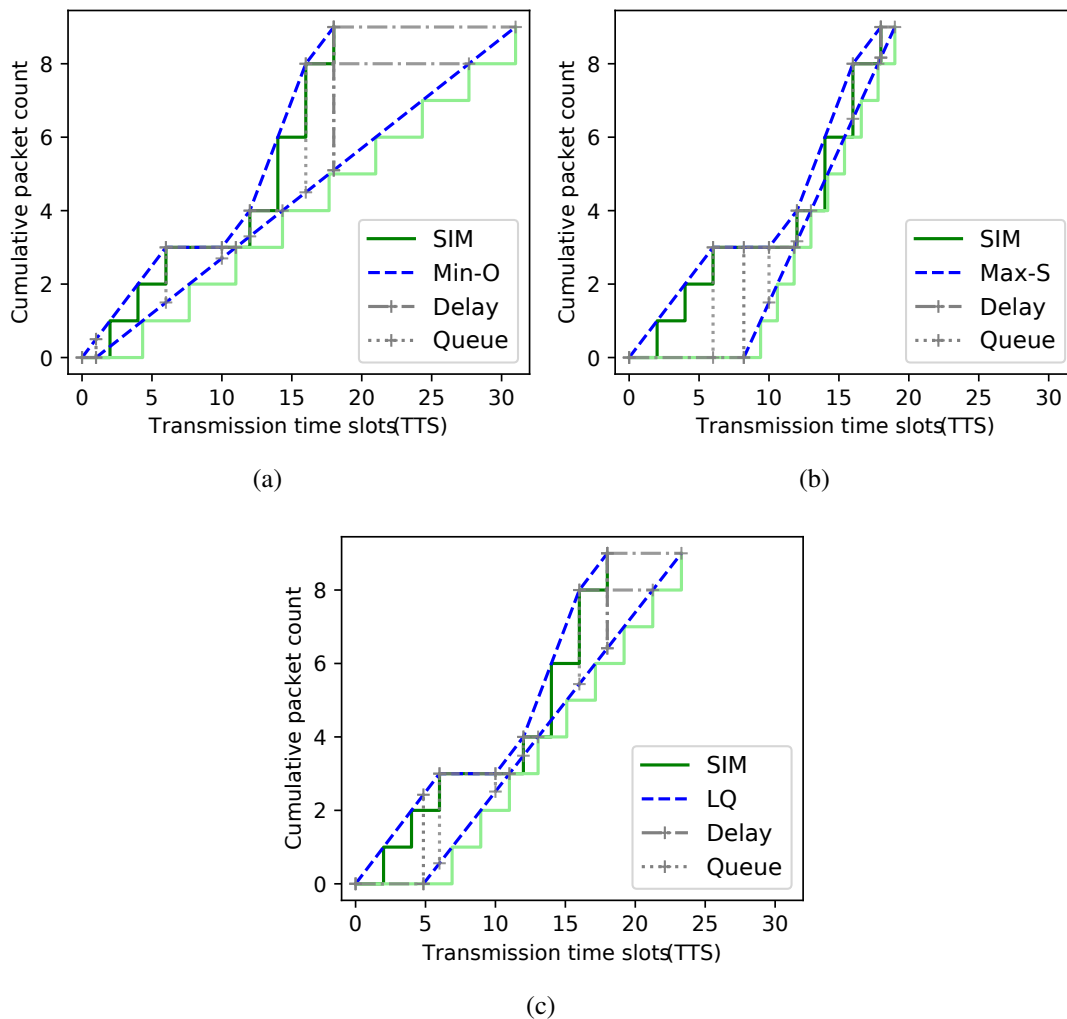 Cumulative packet count
8
6
4
2
0
SIM
Min-O
Delay
Queue
0 5 10 15 20 25 30
Transmission time slots(TTS)
(a)
Cumulative packet count
8
6
4
2
0
SIM
Max-S
Delay
Queue
0 5 10 15 20 25 30
Transmission time slots(TTS)
(b)
Cumulative packet count
8
6
4
2
0
SIM
LQ
Delay
Queue
0 5 10 15 20 25 30
Transmission time slots(TTS)
(c)